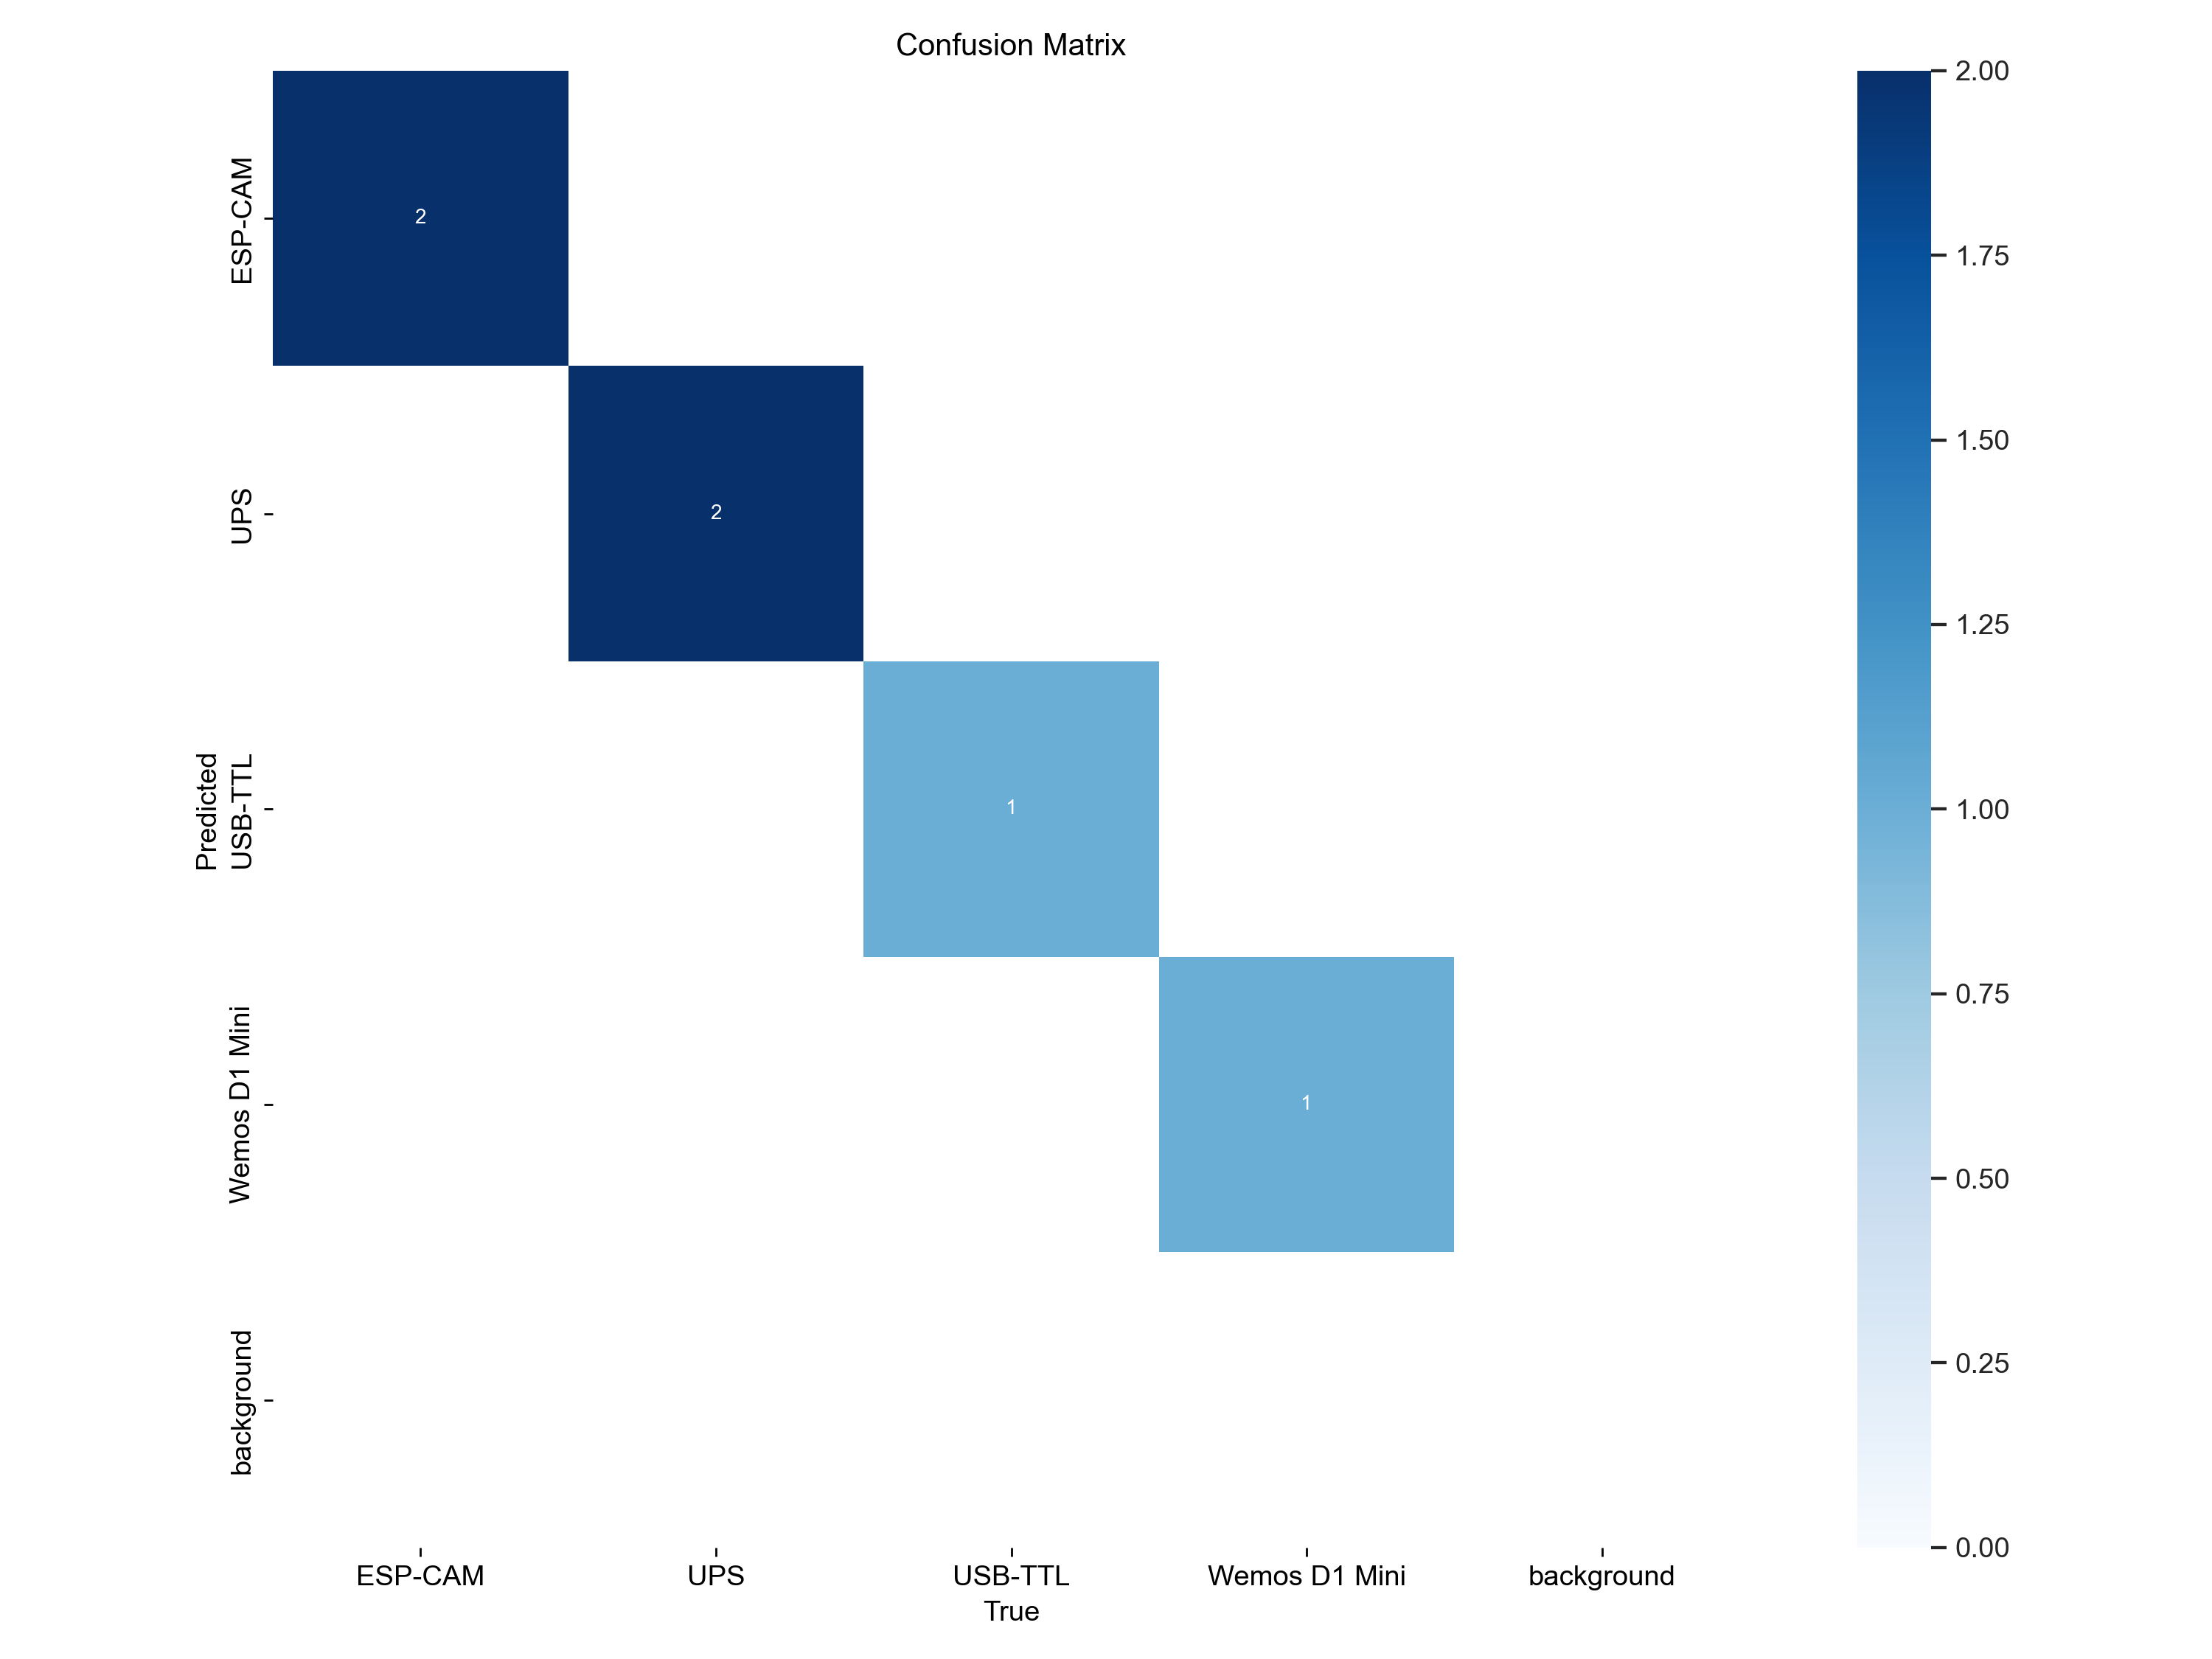 Confusion Matrix
ESP-CAM
UPS
USB-TTL
Wemos D1 Mini
background
Predicted
2
2
1
1
ESP-CAM
UPS
USB-TTL
Wemos D1 Mini
background
True
2.00
1.75
1.50
1.25
1.00
0.75
0.50
0.25
0.00